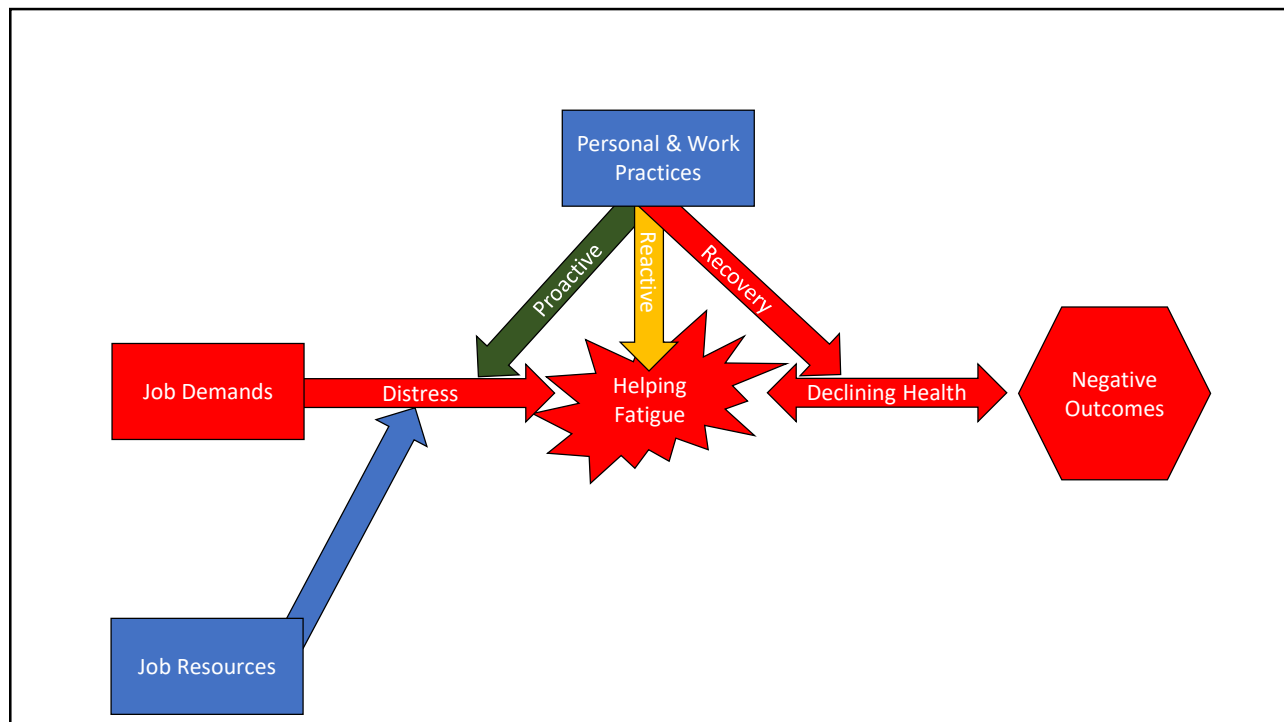 Personal & Work
Practices
Proactive
Reactive
Recovery
Job Demands
Distress
Helping
Fatigue
Declining Health
Negative
Outcomes
Job Resources